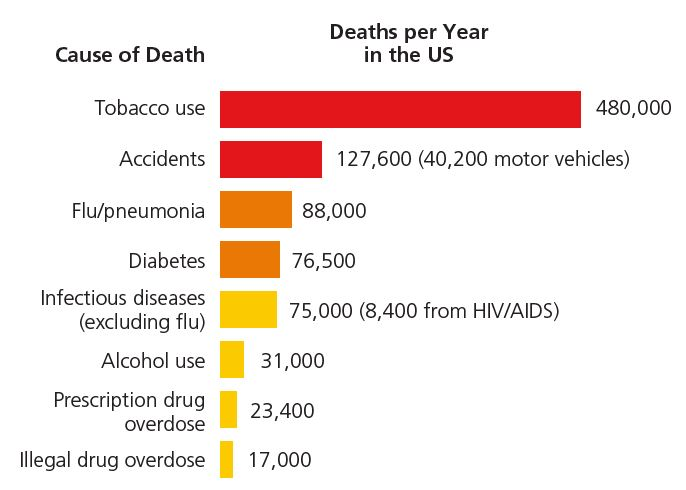 Cause of Death
Deaths per Year
in the US
Tobacco use 480,000
Accidents 127,600 (40,200 motor vehicles)
Flu/pneumonia 88,000
Diabetes 76,500
Infectious diseases
(excluding flu) 75,000 (8,400 from HIV/AIDS)
Alcohol use 31,000
Prescription drug
overdose 23,400
Illegal drug overdose 17,000